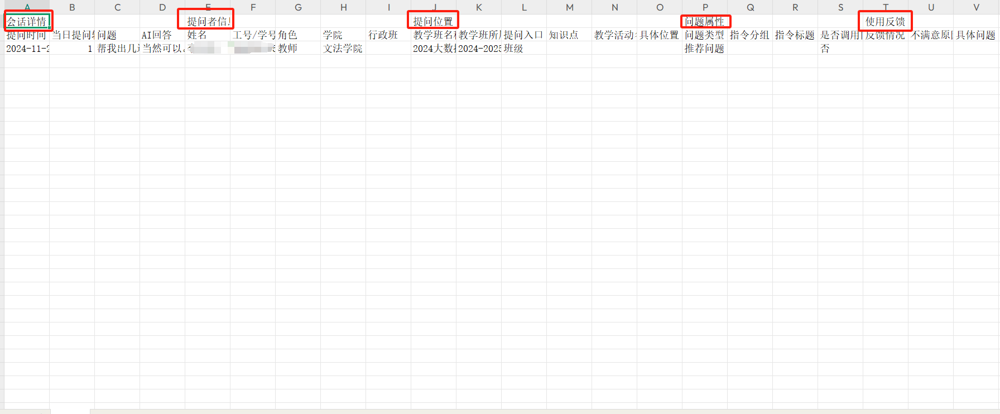 A B C D E F G H I J K L M N O P Q R S T U V
会话详情 提问者信 提问位置 问题属性 使用反馈
提问时间 当日提问 问题 AI回答 姓名 工号/学号 角色 学院 行政班 教学班名 教学班所 提问入口 知识点 教学活动 具体位置 问题类型 指令分组 指令标题 是否调用 反馈情况 不满意原 具体问题
2024-11-2 1 帮我出几 当然可以 教师 文法学院 2024大数 2024-2025 班级 推荐问题 否